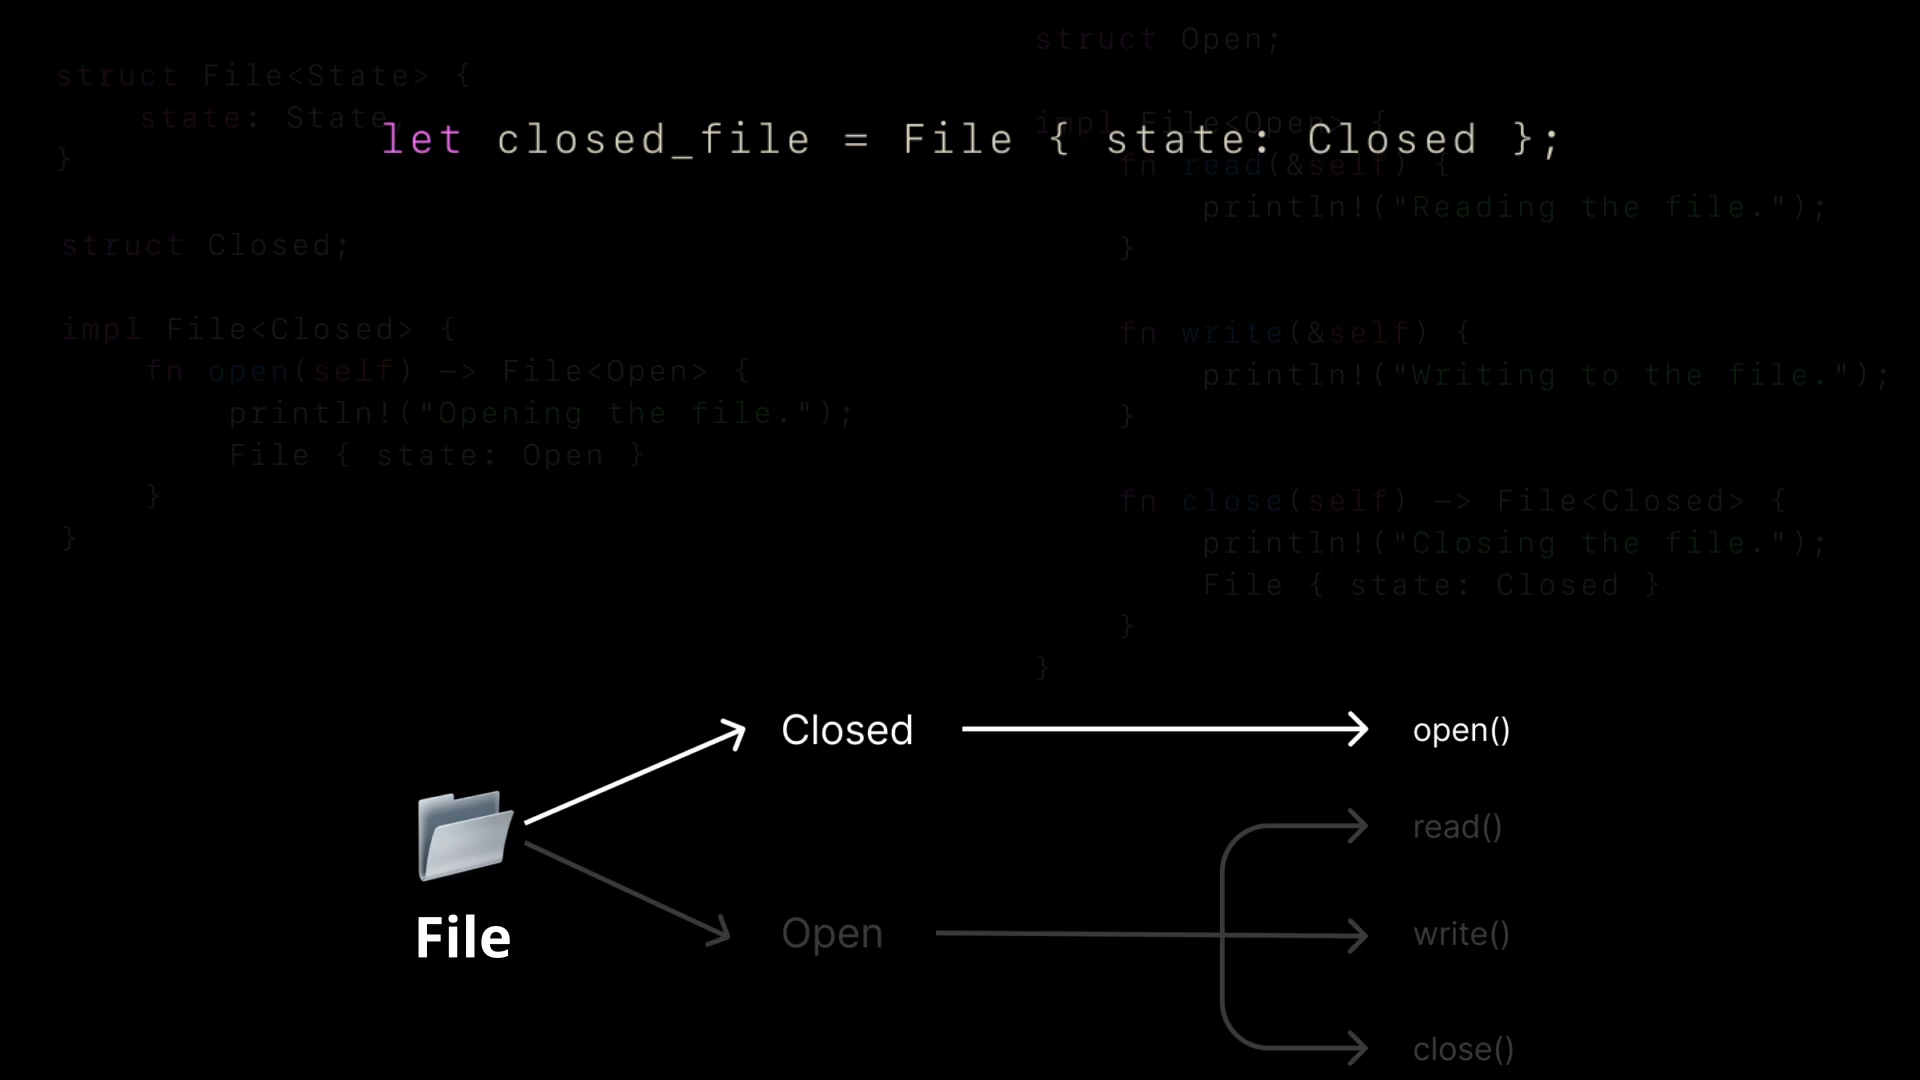 struct File<State> {
    state: State
}
struct Closed;
impl File<Closed> {
    fn open(self) -> File<Open> {
        println!("Opening the file.");
        File { state: Open }
    }
}
struct Open;
impl File<Open> {
    fn read(&self) {
        println!("Reading the file.");
    }
    fn write(&self) {
        println!("Writing to the file.");
    }
    fn close(self) -> File<Closed> {
        println!("Closing the file.");
        File { state: Closed }
    }
}
let closed_file = File { state: Closed };
Closed
open()
read()
File
Open
write()
close()